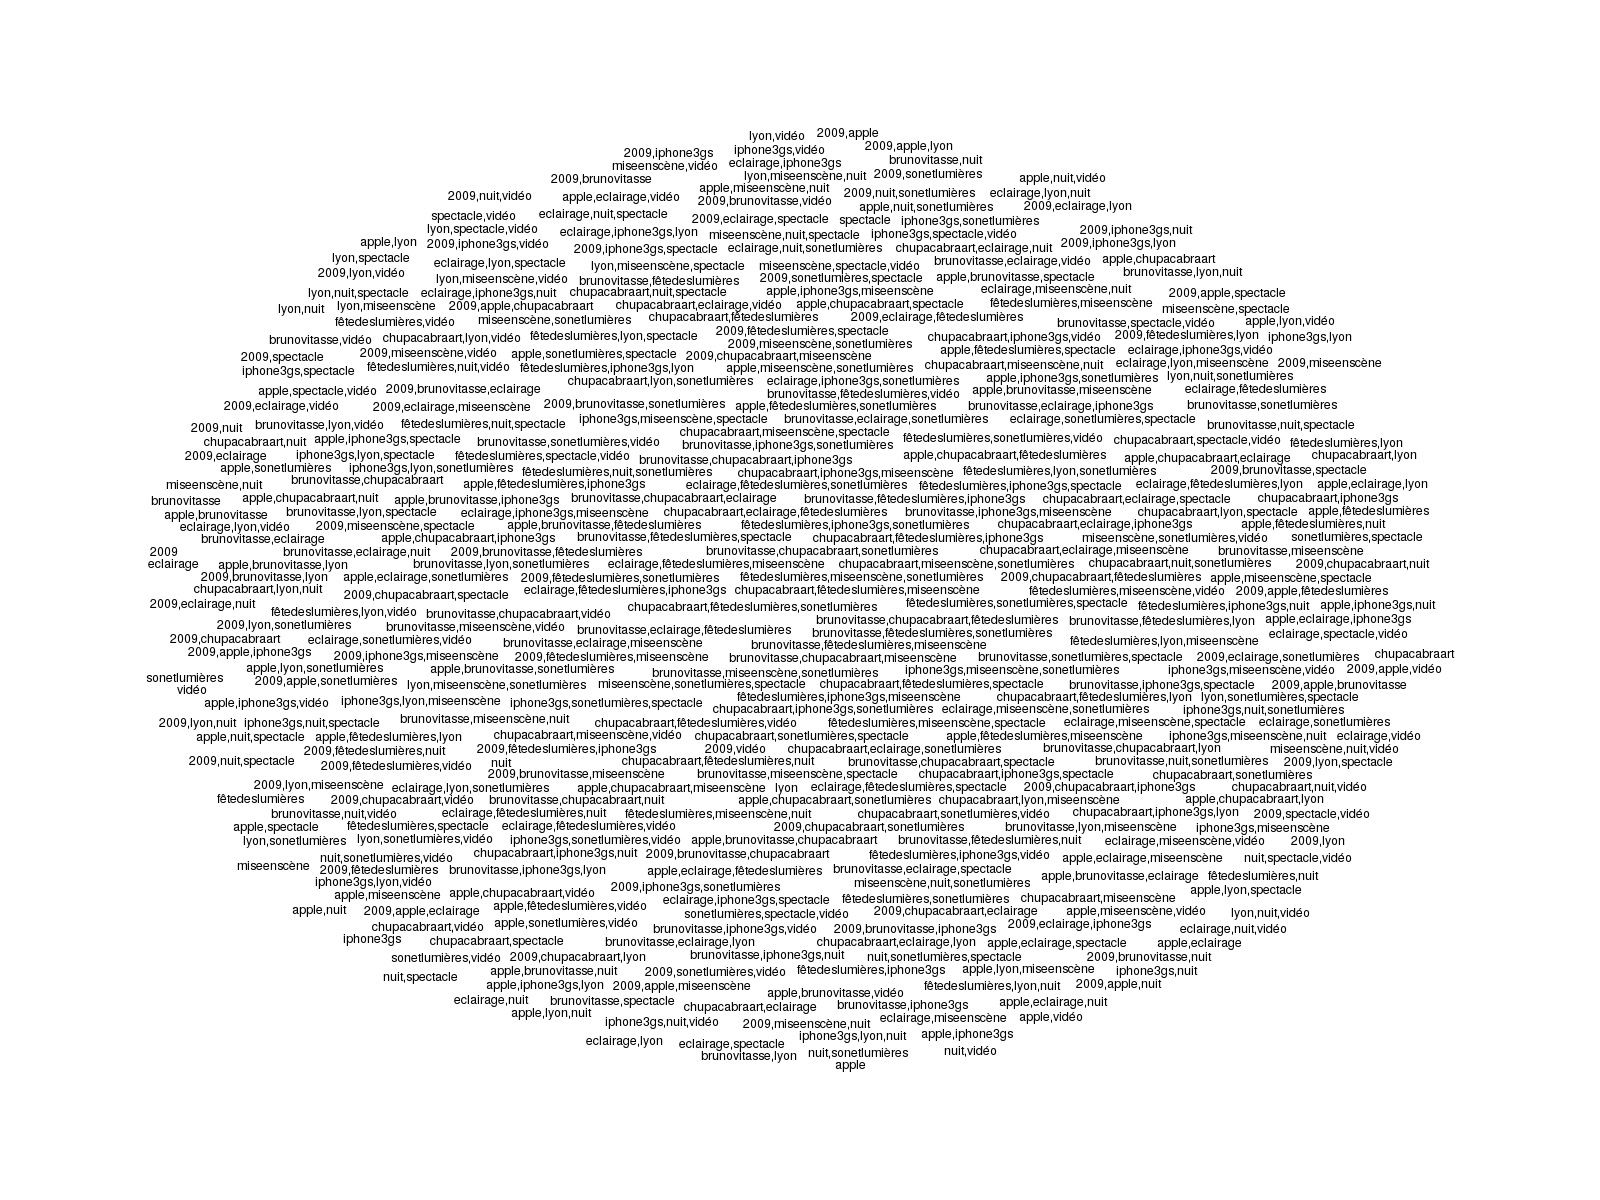 lyon,vidéo 2009,apple
2009,iphone3gs iphone3gs,vidéo 2009,apple,lyon
miseenscène,vidéo eclairage,iphone3gs brunovitasse,nuit
2009,brunovitasse lyon,miseenscène,nuit 2009,sonetlumières apple,nuit,vidéo
2009,nuit,vidéo apple,eclairage,vidéo apple,miseenscène,nuit 2009,nuit,sonetlumières eclairage,lyon,nuit
2009,brunovitasse,vidéo apple,nuit,sonetlumières 2009,eclairage,lyon
spectacle,vidéo eclairage,nuit,spectacle 2009,eclairage,spectacle spectacle iphone3gs,sonetlumières
lyon,spectacle,vidéo eclairage,iphone3gs,lyon miseenscène,nuit,spectacle iphone3gs,spectacle,vidéo 2009,iphone3gs,nuit
apple,lyon 2009,iphone3gs,vidéo 2009,iphone3gs,spectacle eclairage,nuit,sonetlumières chupacabraart,eclairage,nuit 2009,iphone3gs,lyon
lyon,spectacle eclairage,lyon,spectacle lyon,miseenscène,spectacle miseenscène,spectacle,vidéo brunovitasse,eclairage,vidéo apple,chupacabraart
2009,lyon,vidéo lyon,miseenscène,vidéo brunovitasse,fêtedeslumières 2009,sonetlumières,spectacle apple,brunovitasse,spectacle brunovitasse,lyon,nuit
lyon,nuit,spectacle eclairage,iphone3gs,nuit chupacabraart,nuit,spectacle apple,iphone3gs,miseenscène eclairage,miseenscène,nuit 2009,apple,spectacle
lyon,nuit lyon,miseenscène 2009,apple,chupacabraart chupacabraart,eclairage,vidéo apple,chupacabraart,spectacle fêtedeslumières,miseenscène miseenscène,spectacle
fêtedeslumières,vidéo miseenscène,sonetlumières chupacabraart,fêtedeslumières 2009,eclairage,fêtedeslumières brunovitasse,spectacle,vidéo apple,lyon,vidéo
brunovitasse,vidéo chupacabraart,lyon,vidéo fêtedeslumières,lyon,spectacle 2009,fêtedeslumières,spectacle chupacabraart,iphone3gs,vidéo 2009,fêtedeslumières,lyon iphone3gs,lyon
2009,spectacle 2009,miseenscène,vidéo apple,sonetlumières,spectacle 2009,miseenscène,sonetlumières 2009,chupacabraart,miseenscène apple,fêtedeslumières,spectacle eclairage,iphone3gs,vidéo
iphone3gs,spectacle fêtedeslumières,nuit,vidéo fêtedeslumières,iphone3gs,lyon apple,miseenscène,sonetlumières chupacabraart,miseenscène,nuit eclairage,lyon,miseenscène 2009,miseenscène
chupacabraart,lyon,sonetlumières eclairage,iphone3gs,sonetlumières apple,iphone3gs,sonetlumières lyon,nuit,sonetlumières
apple,spectacle,vidéo 2009,brunovitasse,eclairage brunovitasse,fêtedeslumières,vidéo apple,brunovitasse,miseenscène eclairage,fêtedeslumières
2009,eclairage,vidéo 2009,eclairage,miseenscène 2009,brunovitasse,sonetlumières apple,fêtedeslumières,sonetlumières brunovitasse,eclairage,iphone3gs brunovitasse,sonetlumières
2009,nuit brunovitasse,lyon,vidéo fêtedeslumières,nuit,spectacle iphone3gs,miseenscène,spectacle brunovitasse,eclairage,sonetlumières eclairage,sonetlumières,spectacle brunovitasse,nuit,spectacle
chupacabraart,nuit apple,iphone3gs,spectacle brunovitasse,sonetlumières,vidéo chupacabraart,miseenscène,spectacle fêtedeslumières,sonetlumières,vidéo chupacabraart,spectacle,vidéo fêtedeslumières,lyon
2009,eclairage iphone3gs,lyon,spectacle fêtedeslumières,spectacle,vidéo brunovitasse,iphone3gs,sonetlumières apple,chupacabraart,fêtedeslumières apple,chupacabraart,eclairage chupacabraart,lyon
apple,sonetlumières iphone3gs,lyon,sonetlumières fêtedeslumières,nuit,sonetlumières brunovitasse,chupacabraart,iphone3gs chupacabraart,iphone3gs,miseenscène fêtedeslumières,lyon,sonetlumières 2009,brunovitasse,spectacle
miseenscène,nuit brunovitasse,chupacabraart apple,fêtedeslumières,iphone3gs eclairage,fêtedeslumières,sonetlumières fêtedeslumières,iphone3gs,spectacle eclairage,fêtedeslumières,lyon apple,eclairage,lyon
brunovitasse apple,chupacabraart,nuit apple,brunovitasse,iphone3gs brunovitasse,chupacabraart,eclairage brunovitasse,fêtedeslumières,iphone3gs chupacabraart,eclairage,spectacle chupacabraart,iphone3gs
apple,brunovitasse brunovitasse,lyon,spectacle eclairage,iphone3gs,miseenscène chupacabraart,eclairage,fêtedeslumières brunovitasse,iphone3gs,miseenscène chupacabraart,lyon,spectacle apple,fêtedeslumières
eclairage,lyon,vidéo 2009,miseenscène,spectacle apple,brunovitasse,fêtedeslumières fêtedeslumières,iphone3gs,sonetlumières chupacabraart,eclairage,iphone3gs apple,fêtedeslumières,nuit
brunovitasse,eclairage apple,chupacabraart,iphone3gs brunovitasse,fêtedeslumières,spectacle chupacabraart,fêtedeslumières,iphone3gs miseenscène,sonetlumières,vidéo sonetlumières,spectacle
2009 brunovitasse,eclairage,nuit 2009,brunovitasse,fêtedeslumières brunovitasse,chupacabraart,sonetlumières chupacabraart,eclairage,miseenscène brunovitasse,miseenscène
eclairage apple,brunovitasse,lyon brunovitasse,lyon,sonetlumières eclairage,fêtedeslumières,miseenscène chupacabraart,miseenscène,sonetlumières chupacabraart,nuit,sonetlumières 2009,chupacabraart,nuit
2009,brunovitasse,lyon apple,eclairage,sonetlumières 2009,fêtedeslumières,sonetlumières fêtedeslumières,miseenscène,sonetlumières 2009,chupacabraart,fêtedeslumières apple,miseenscène,spectacle
chupacabraart,lyon,nuit 2009,chupacabraart,spectacle eclairage,fêtedeslumières,iphone3gs chupacabraart,fêtedeslumières,miseenscène fêtedeslumières,miseenscène,vidéo 2009,apple,fêtedeslumières
2009,eclairage,nuit fêtedeslumières,lyon,vidéo brunovitasse,chupacabraart,vidéo chupacabraart,fêtedeslumières,sonetlumières fêtedeslumières,sonetlumières,spectacle fêtedeslumières,iphone3gs,nuit apple,iphone3gs,nuit
2009,lyon,sonetlumières brunovitasse,miseenscène,vidéo brunovitasse,eclairage,fêtedeslumières brunovitasse,chupacabraart,fêtedeslumières brunovitasse,fêtedeslumières,lyon apple,eclairage,iphone3gs
2009,chupacabraart eclairage,sonetlumières,vidéo brunovitasse,eclairage,miseenscène brunovitasse,fêtedeslumières,sonetlumières fêtedeslumières,lyon,miseenscène eclairage,spectacle,vidéo
2009,apple,iphone3gs 2009,iphone3gs,miseenscène 2009,fêtedeslumières,miseenscène brunovitasse,fêtedeslumières,miseenscène brunovitasse,chupacabraart,miseenscène brunovitasse,sonetlumières,spectacle 2009,eclairage,sonetlumières chupacabraart
apple,lyon,sonetlumières apple,brunovitasse,sonetlumières brunovitasse,miseenscène,sonetlumières iphone3gs,miseenscène,sonetlumières iphone3gs,miseenscène,vidéo 2009,apple,vidéo
sonetlumières 2009,apple,sonetlumières lyon,miseenscène,sonetlumières miseenscène,sonetlumières,spectacle chupacabraart,fêtedeslumières,spectacle brunovitasse,iphone3gs,spectacle 2009,apple,brunovitasse
vidéo apple,iphone3gs,vidéo iphone3gs,lyon,miseenscène iphone3gs,sonetlumières,spectacle fêtedeslumières,iphone3gs,miseenscène chupacabraart,fêtedeslumières,lyon lyon,sonetlumières,spectacle
chupacabraart,iphone3gs,sonetlumières eclairage,miseenscène,sonetlumières iphone3gs,nuit,sonetlumières
2009,lyon,nuit iphone3gs,nuit,spectacle brunovitasse,miseenscène,nuit chupacabraart,fêtedeslumières,vidéo fêtedeslumières,miseenscène,spectacle eclairage,miseenscène,spectacle eclairage,sonetlumières
apple,nuit,spectacle apple,fêtedeslumières,lyon chupacabraart,miseenscène,vidéo chupacabraart,sonetlumières,spectacle apple,fêtedeslumières,miseenscène iphone3gs,miseenscène,nuit eclairage,vidéo
2009,fêtedeslumières,nuit 2009,fêtedeslumières,iphone3gs 2009,vidéo chupacabraart,eclairage,sonetlumières brunovitasse,chupacabraart,lyon miseenscène,nuit,vidéo
2009,nuit,spectacle 2009,fêtedeslumières,vidéo nuit chupacabraart,fêtedeslumières,nuit brunovitasse,chupacabraart,spectacle brunovitasse,nuit,sonetlumières 2009,lyon,spectacle
2009,brunovitasse,miseenscène brunovitasse,miseenscène,spectacle chupacabraart,iphone3gs,spectacle chupacabraart,sonetlumières
2009,lyon,miseenscène eclairage,lyon,sonetlumières apple,chupacabraart,miseenscène lyon eclairage,fêtedeslumières,spectacle 2009,chupacabraart,iphone3gs chupacabraart,nuit,vidéo
fêtedeslumières 2009,chupacabraart,vidéo brunovitasse,chupacabraart,nuit apple,chupacabraart,sonetlumières chupacabraart,lyon,miseenscène apple,chupacabraart,lyon
brunovitasse,nuit,vidéo eclairage,fêtedeslumières,nuit fêtedeslumières,miseenscène,nuit chupacabraart,sonetlumières,vidéo chupacabraart,iphone3gs,lyon 2009,spectacle,vidéo
apple,spectacle fêtedeslumières,spectacle eclairage,fêtedeslumières,vidéo 2009,chupacabraart,sonetlumières brunovitasse,lyon,miseenscène iphone3gs,miseenscène
lyon,sonetlumières lyon,sonetlumières,vidéo iphone3gs,sonetlumières,vidéo apple,brunovitasse,chupacabraart brunovitasse,fêtedeslumières,nuit eclairage,miseenscène,vidéo 2009,lyon
nuit,sonetlumières,vidéo chupacabraart,iphone3gs,nuit 2009,brunovitasse,chupacabraart fêtedeslumières,iphone3gs,vidéo apple,eclairage,miseenscène nuit,spectacle,vidéo
miseenscène 2009,fêtedeslumières brunovitasse,iphone3gs,lyon apple,eclairage,fêtedeslumières brunovitasse,eclairage,spectacle apple,brunovitasse,eclairage fêtedeslumières,nuit
iphone3gs,lyon,vidéo 2009,iphone3gs,sonetlumières miseenscène,nuit,sonetlumières apple,lyon,spectacle
apple,miseenscène apple,chupacabraart,vidéo eclairage,iphone3gs,spectacle fêtedeslumières,sonetlumières chupacabraart,miseenscène
apple,nuit 2009,apple,eclairage apple,fêtedeslumières,vidéo sonetlumières,spectacle,vidéo 2009,chupacabraart,eclairage apple,miseenscène,vidéo lyon,nuit,vidéo
chupacabraart,vidéo apple,sonetlumières,vidéo brunovitasse,iphone3gs,vidéo 2009,brunovitasse,iphone3gs 2009,eclairage,iphone3gs eclairage,nuit,vidéo
iphone3gs chupacabraart,spectacle brunovitasse,eclairage,lyon chupacabraart,eclairage,lyon apple,eclairage,spectacle apple,eclairage
sonetlumières,vidéo 2009,chupacabraart,lyon brunovitasse,iphone3gs,nuit nuit,sonetlumières,spectacle 2009,brunovitasse,nuit
nuit,spectacle apple,brunovitasse,nuit 2009,sonetlumières,vidéo fêtedeslumières,iphone3gs apple,lyon,miseenscène iphone3gs,nuit
apple,iphone3gs,lyon 2009,apple,miseenscène apple,brunovitasse,vidéo fêtedeslumières,lyon,nuit 2009,apple,nuit
eclairage,nuit brunovitasse,spectacle chupacabraart,eclairage brunovitasse,iphone3gs apple,eclairage,nuit
apple,lyon,nuit iphone3gs,nuit,vidéo 2009,miseenscène,nuit eclairage,miseenscène apple,vidéo
eclairage,lyon eclairage,spectacle iphone3gs,lyon,nuit apple,iphone3gs
brunovitasse,lyon nuit,sonetlumières nuit,vidéo
apple